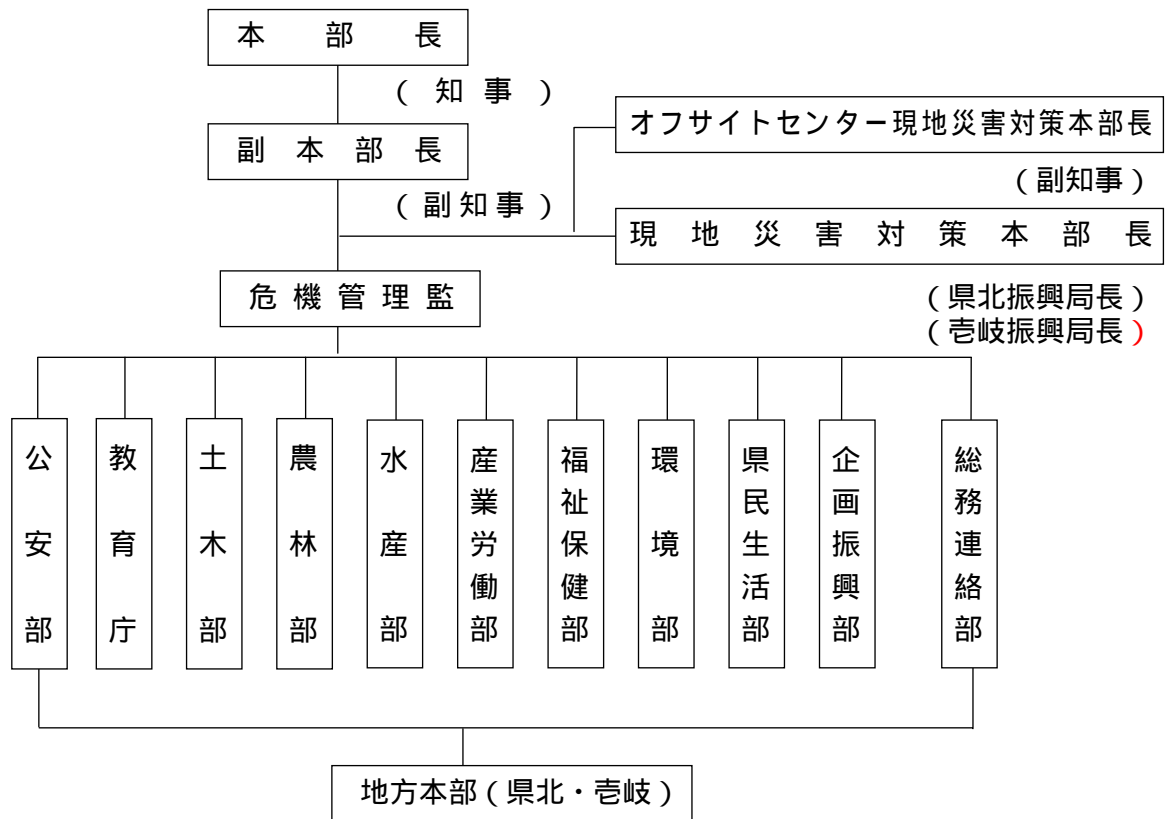 本部長
(知事)
オフサイトセンター現地災害対策本部長
副本部長
(副知事)
(副知事)
現地災害対策本部長
危機管理監
(県北振興局長)
(壱岐振興局長)
公安部
教育庁
土木部
農林部
水産部
産業労働部
福祉保健部
環境部
県民生活部
企画振興部
総務連絡部
地方本部(県北・壱岐)